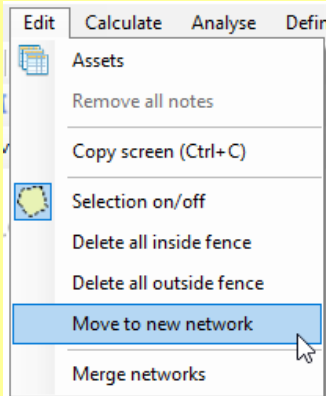 Edit Calculate Analyse Defin
Assets
Remove all notes
Copy screen (Ctrl+C)
Selection on/off
Delete all inside fence
Delete all outside fence
Move to new network
Merge networks